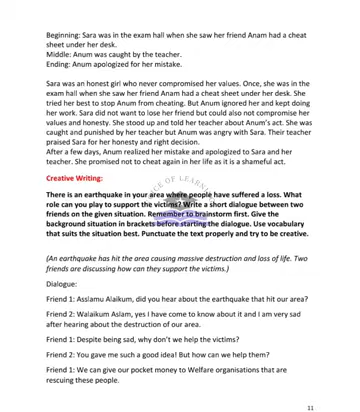 Beginning: Sara was in the exam hall when she saw her friend Anam had a cheat
sheet under her desk.
Middle: Anum was caught by the teacher.
Ending: Anum apologized for her mistake.
Sara was an honest girl who never compromised her values. Once, she was in the
exam hall when she saw her friend Anam had a cheat sheet under her desk. She
tried her best to stop Anam from cheating. But Anum ignored her and kept doing
her work. Sara did not want to lose her friend but could also not compromise her
values and honesty. She stood up and told her teacher about Anum's act. She was
caught and punished by her teacher but Anum was angry with Sara. Their teacher
praised Sara for her honesty and right decision.
After a few days, Anum realized her mistake and apologized to Sara and her
teacher. She promised not to cheat again in her life as it is a shameful act.
Creative Writing:
There is an earthquake in your area where people have suffered a loss. What
role can you play to support the victims? Write a short dialogue between two
friends on the given situation. Remember to brainstorm first. Give the
background situation in brackets before starting the dialogue. Use vocabulary
that suits the situation best. Punctuate the text properly and try to be creative.
(An earthquake has hit the area causing massive destruction and loss of life. Two
friends are discussing how can they support the victims.)
Dialogue:
Friend 1: Asslamu Alaikum, did you hear about the earthquake that hit our area?
Friend 2: Walaikum Aslam, yes I have come to know about it and I am very sad
after hearing about the destruction of our area.
Friend 1: Despite being sad, why don't we help the victims?
Friend 2: You gave me such a good idea! But how can we help them?
Friend 1: We can give our pocket money to Welfare organisations that are
rescuing these people.
11